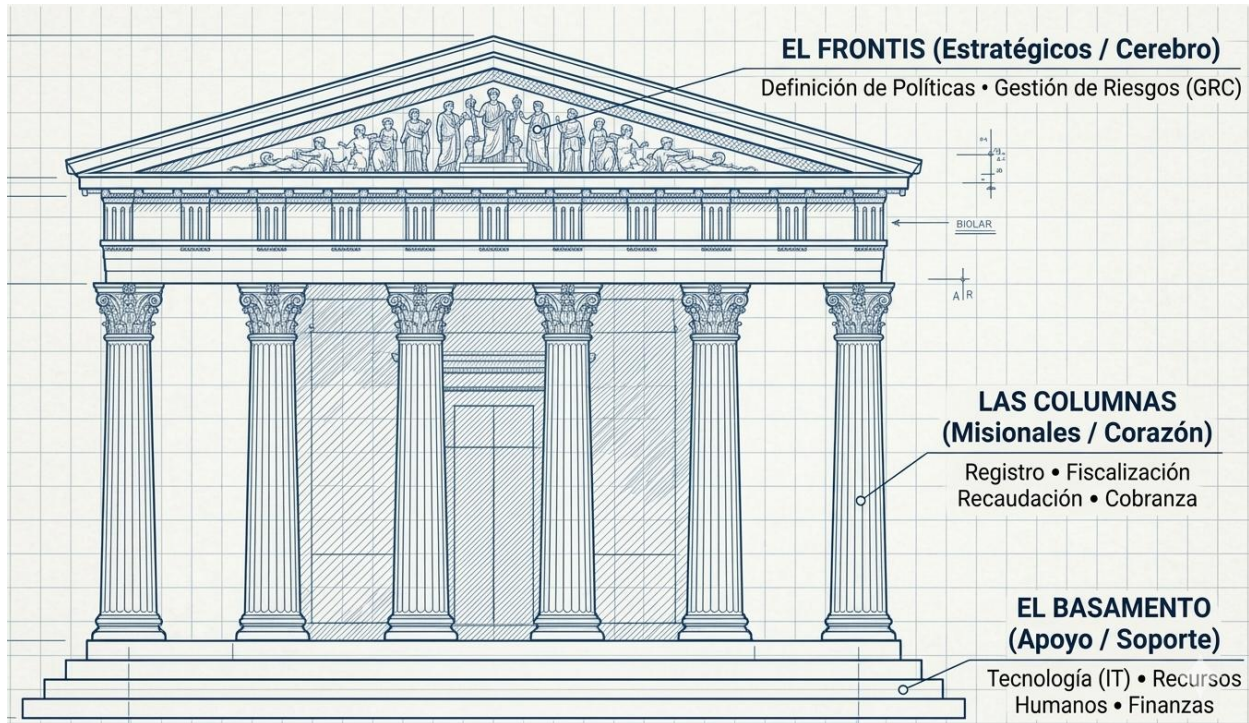 EL FRONTIS (Estratégicos / Cerebro)
Definición de Políticas • Gestión de Riesgos (GRC)
BIOLAR
A R
LAS COLUMNAS
(Misionales / Corazón)
Registro • Fiscalización
Recaudación • Cobranza
EL BASAMENTO
(Apoyo / Soporte)
Tecnología (IT) • Recursos
Humanos • Finanzas